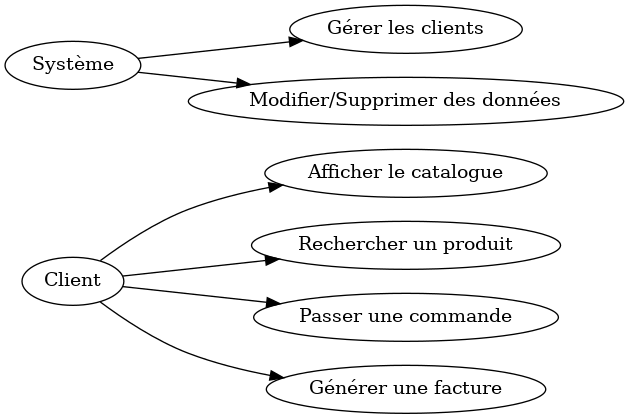 Gérer les clients
Système
Modifier/Supprimer des données
Afficher le catalogue
Rechercher un produit
Client
Passer une commande
Générer une facture